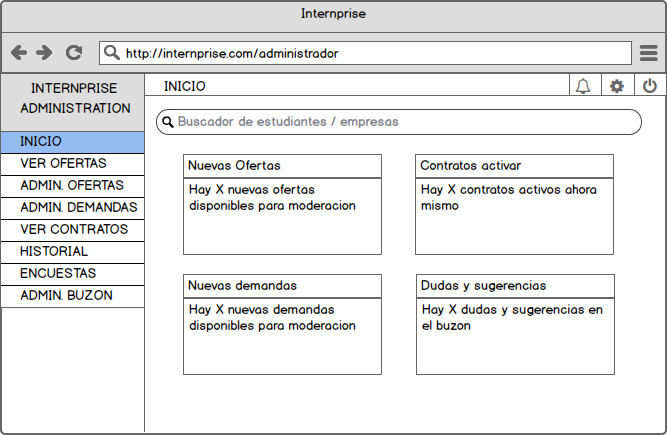 Internprise
http://internprise.com/administrador
INTERNPRISE
ADMINISTRATION
INICIO
VER OFERTAS
ADMIN. OFERTAS
ADMIN. DEMANDAS
VER CONTRATOS
HISTORIAL
ENCUESTAS
ADMIN. BUZON
INICIO
Buscador de estudiantes / empresas
Nuevas Ofertas
Hay X nuevas ofertas
disponibles para moderacion
Contratos activar
Hay X contratos activos ahora
mismo
Nuevas demandas
Hay X nuevas demandas
disponibles para moderacion
Dudas y sugerencias
Hay X dudas y sugerencias en
el buzon